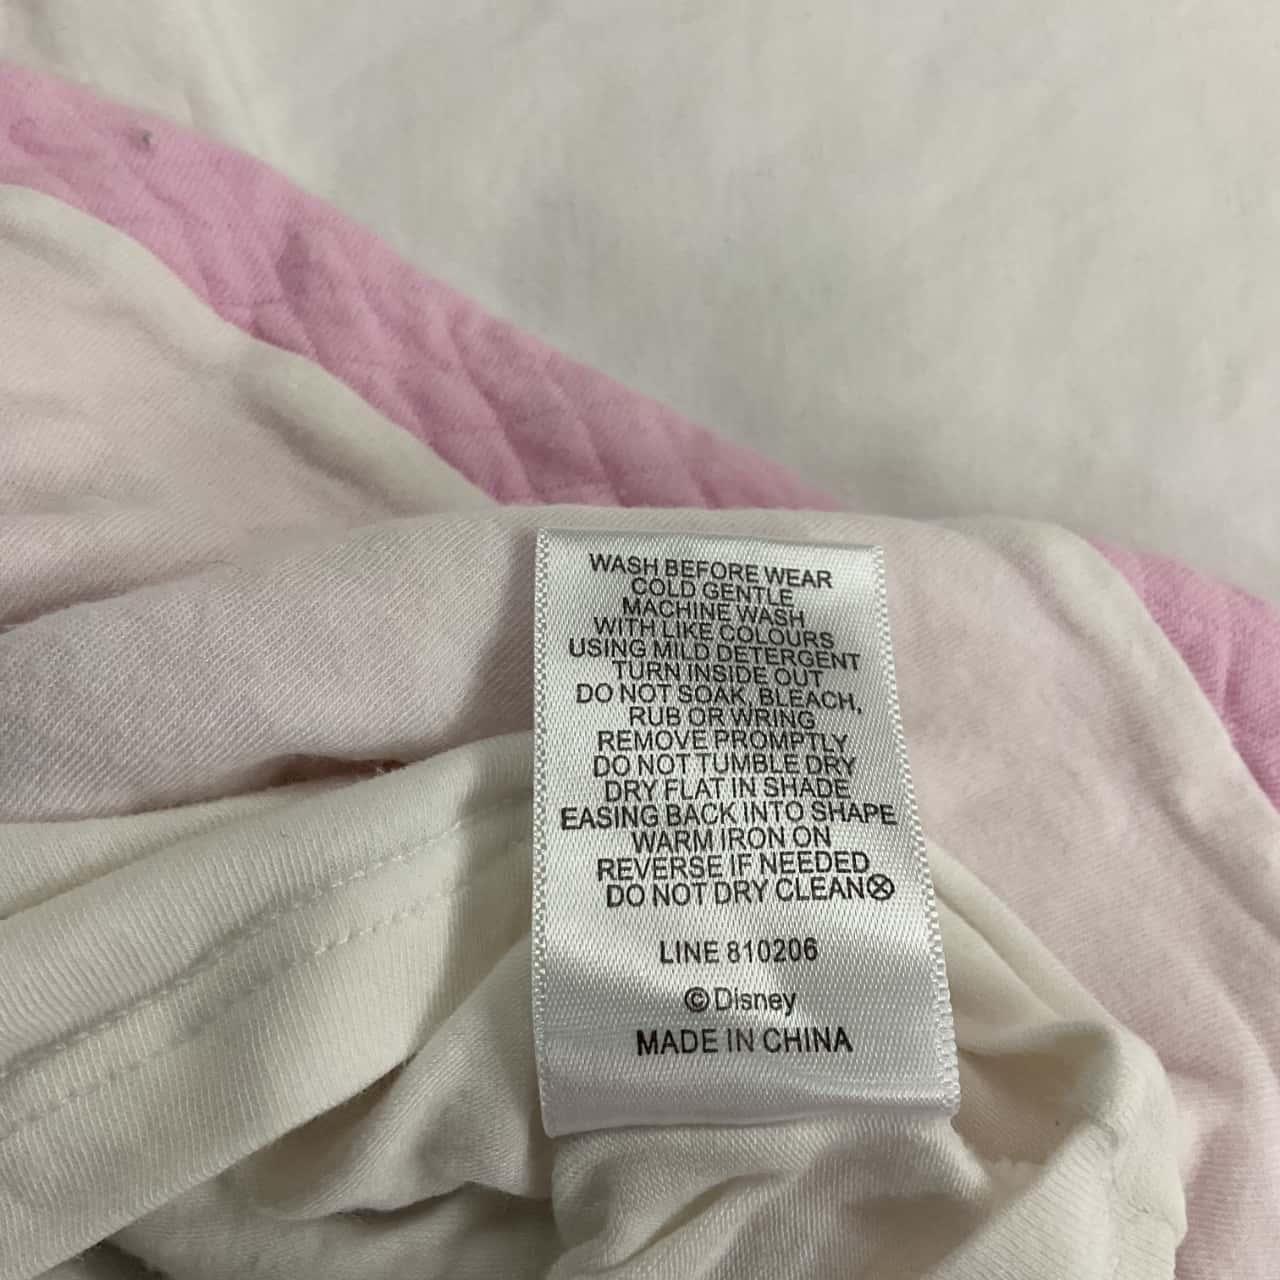 WASH BEFORE WEAR
COLD GENTLE
MACHINE WASH
WITH LIKE COLOURS
USING MILD DETERGENT
TURN INSIDE OUT
DO NOT SOAK, BLEACH,
RUB OR WRING
REMOVE PROMPTLY
DO NOT TUMBLE DRY
DRY FLAT IN SHADE
EASING BACK INTO SHAPE
WARM IRON ON
REVERSE IF NEEDED
DO NOT DRY CLEAN
LINE 810206
©Disney
MADE IN CHINA